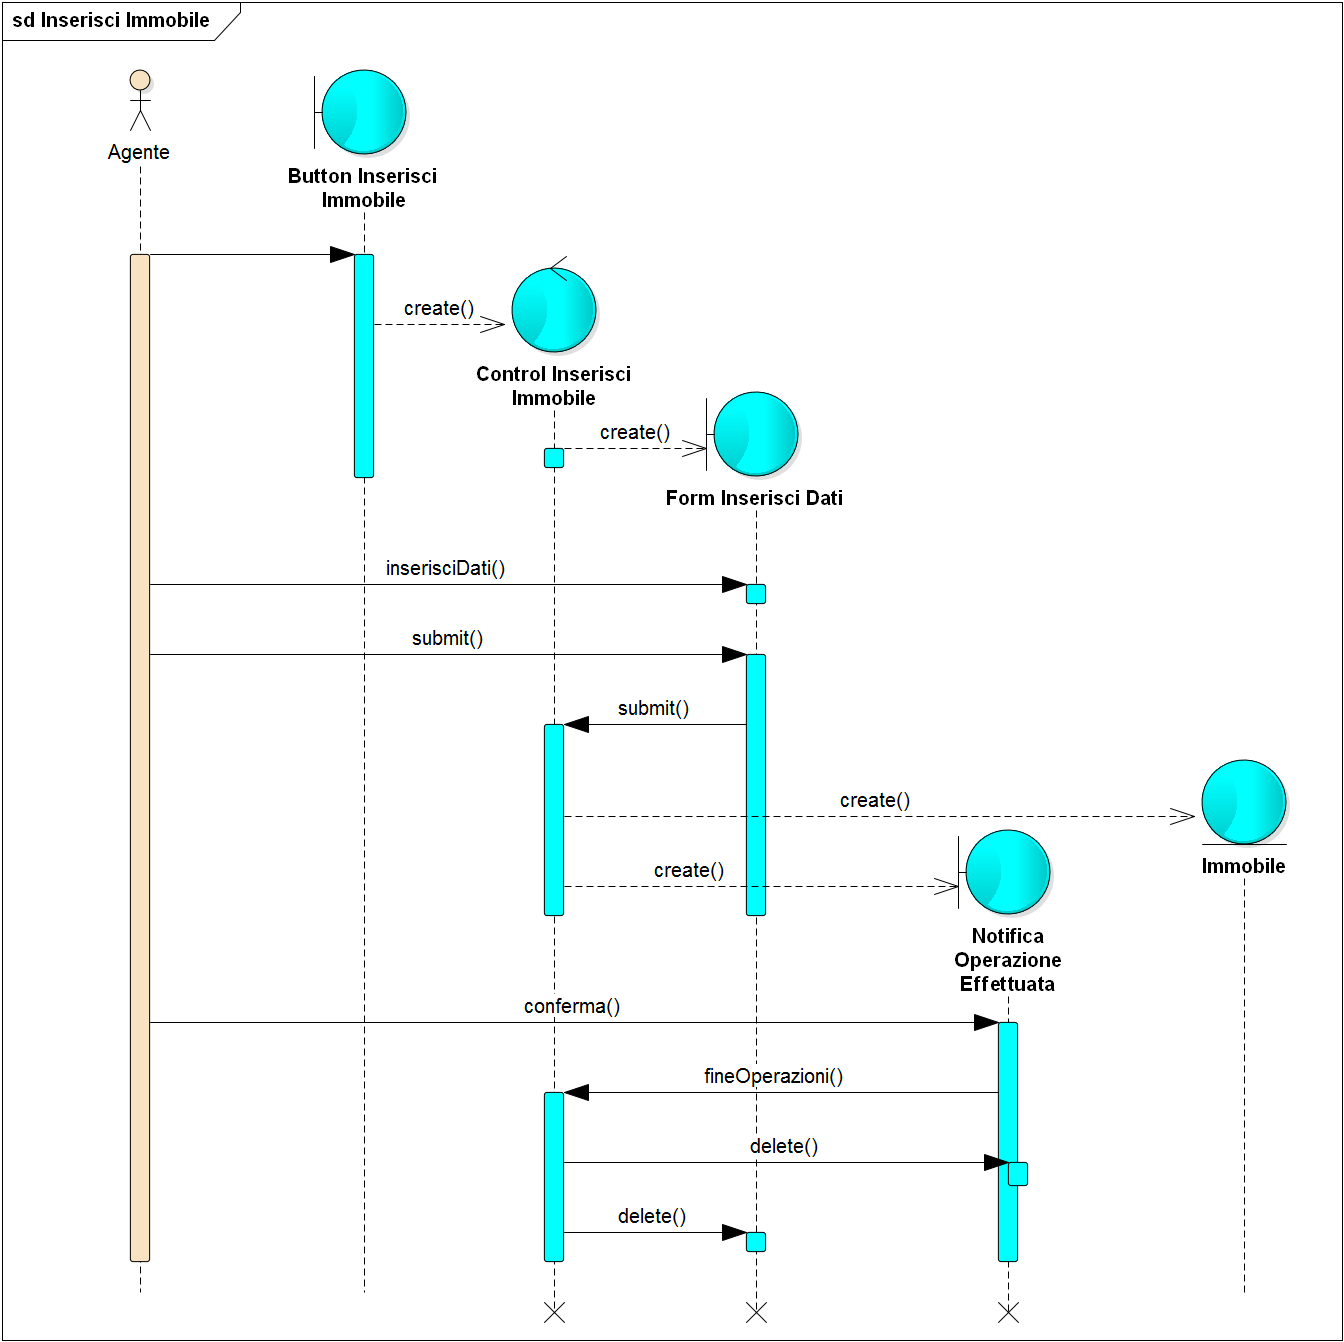 sd Inserisci Immobile
Agente
Button Inserisci
Immobile
create()
Control Inserisci
Immobile
create()
Form Inserisci Dati
inserisciDati()
submit()
submit()
create()
Immobile
create()
Notifica
Operazione
Effettuata
conferma()
fineOperazioni()
delete()
delete()